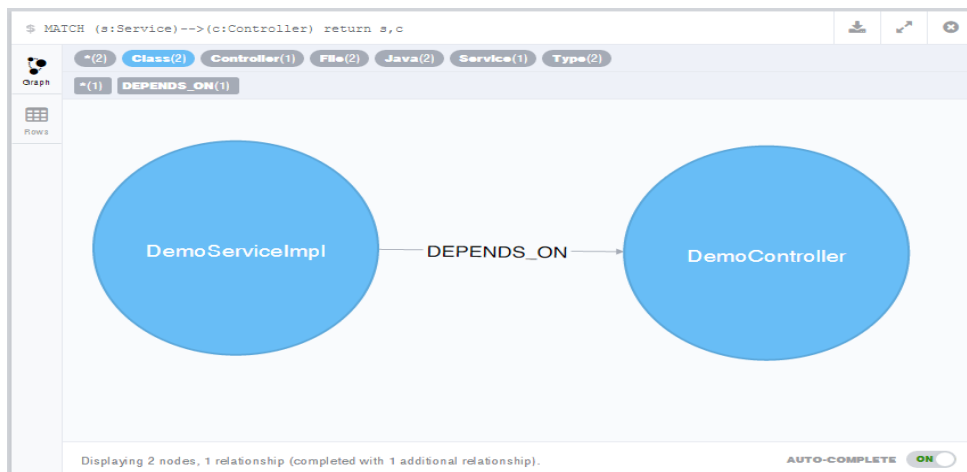 $ MATCH (s:Service)-->(c:Controller) return s,c
Graph
*(2) Class(2) Controller(1) File(2) Java(2) Service(1) Type(2)
*(1) DEPENDS_ON(1)
Rows
DemoServiceImpl
DEPENDS_ON
DemoController
Displaying 2 nodes, 1 relationship (completed with 1 additional relationship).
AUTO-COMPLETE ON